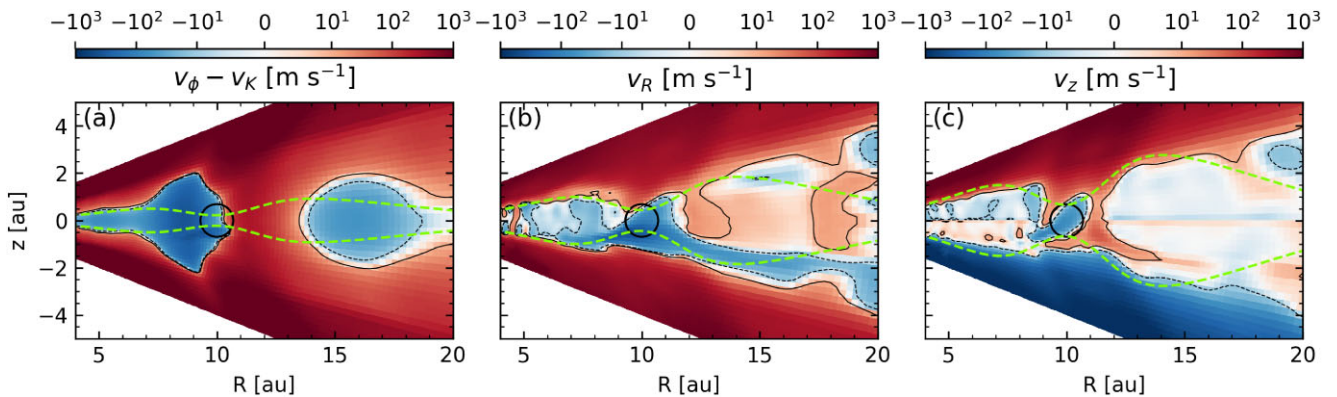 −10³ −10² −10¹ 0 10¹ 10² 10³ −10³ −10² −10¹ 0 10¹ 10² 10³ −10³ −10² −10¹ 0 10¹ 10² 10³
v_ϕ − v_K [m s⁻¹] v_R [m s⁻¹] v_z [m s⁻¹]
(a) (b) (c)
4
2
0
−2
−4
z [au]
5 10 15 20 5 10 15 20 5 10 15 20
R [au] R [au] R [au]